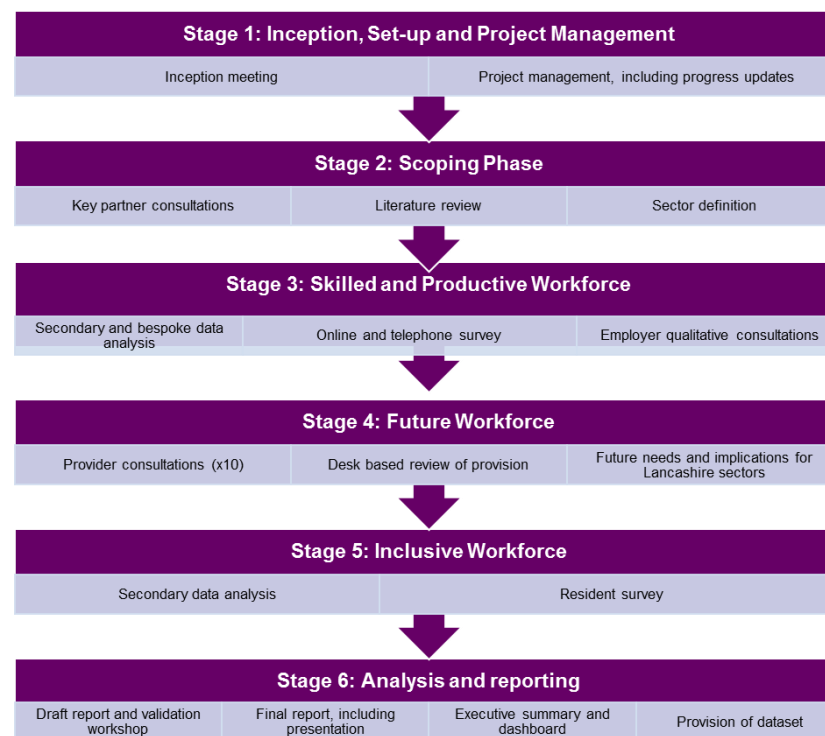 Stage 1: Inception, Set-up and Project Management
Inception meeting
Project management, including progress updates
Stage 2: Scoping Phase
Key partner consultations
Literature review
Sector definition
Stage 3: Skilled and Productive Workforce
Secondary and bespoke data
analysis
Online and telephone survey
Employer qualitative consultations
Stage 4: Future Workforce
Provider consultations (x10)
Desk based review of provision
Future needs and implications for
Lancashire sectors
Stage 5: Inclusive Workforce
Secondary data analysis
Resident survey
Stage 6: Analysis and reporting
Draft report and validation
workshop
Final report, including
presentation
Executive summary and
dashboard
Provision of dataset